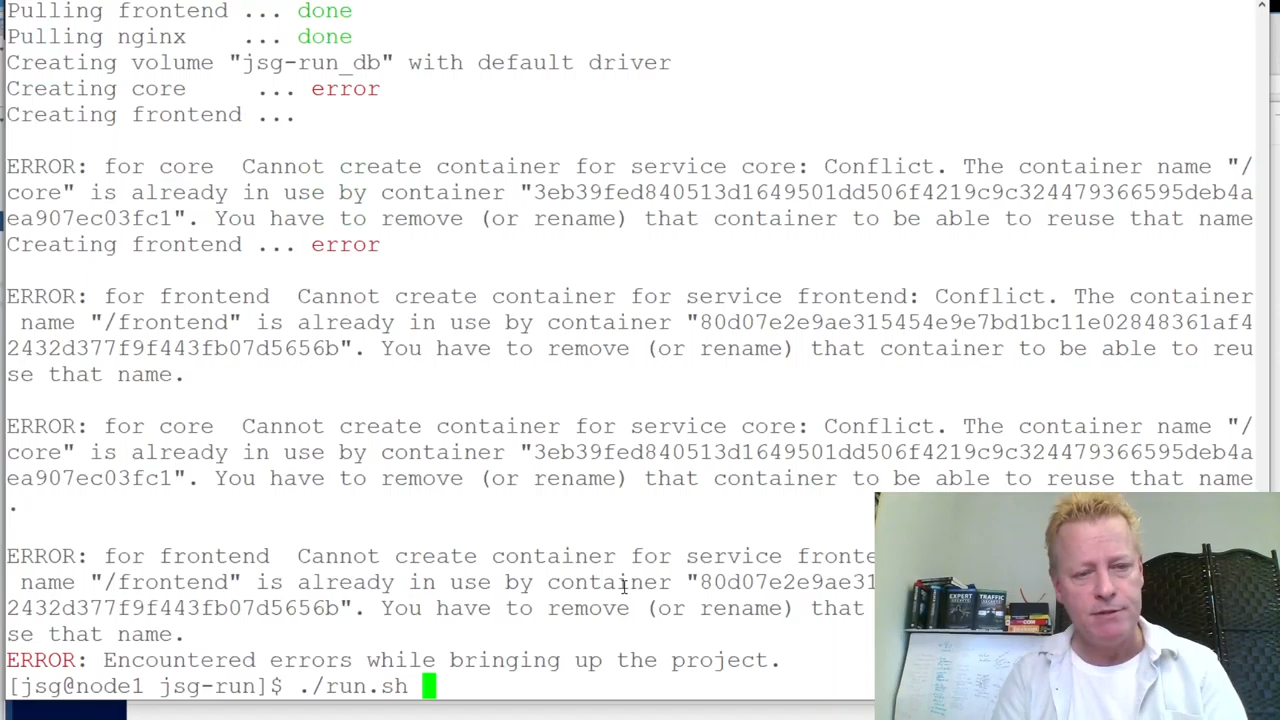 Pulling frontend ... done
Pulling nginx    ... done
Creating volume "jsg-run_db" with default driver
Creating core     ... error
Creating frontend ...
ERROR: for core  Cannot create container for service core: Conflict. The container name "/
core" is already in use by container "3eb39fed840513d1649501dd506f4219c9c324479366595deb4a
ea907ec03fc1". You have to remove (or rename) that container to be able to reuse that name
Creating frontend ... error
ERROR: for frontend  Cannot create container for service frontend: Conflict. The container
name "/frontend" is already in use by container "80d07e2e9ae315454e9e7bd1bc11e02848361af4
2432d377f9f443fb07d5656b". You have to remove (or rename) that container to be able to reu
se that name.
ERROR: for core  Cannot create container for service core: Conflict. The container name "/
core" is already in use by container "3eb39fed840513d1649501dd506f4219c9c324479366595deb4a
ea907ec03fc1". You have to remove (or rename) that container to be able to reuse that name
.
ERROR: for frontend  Cannot create container for service fronte
name "/frontend" is already in use by container "80d07e2e9ae31
2432d377f9f443fb07d5656b". You have to remove (or rename) that
se that name.
ERROR: Encountered errors while bringing up the project.
[jsg@node1 jsg-run]$ ./run.sh
EXPERT SECRETS
TRAFFIC SECRETS